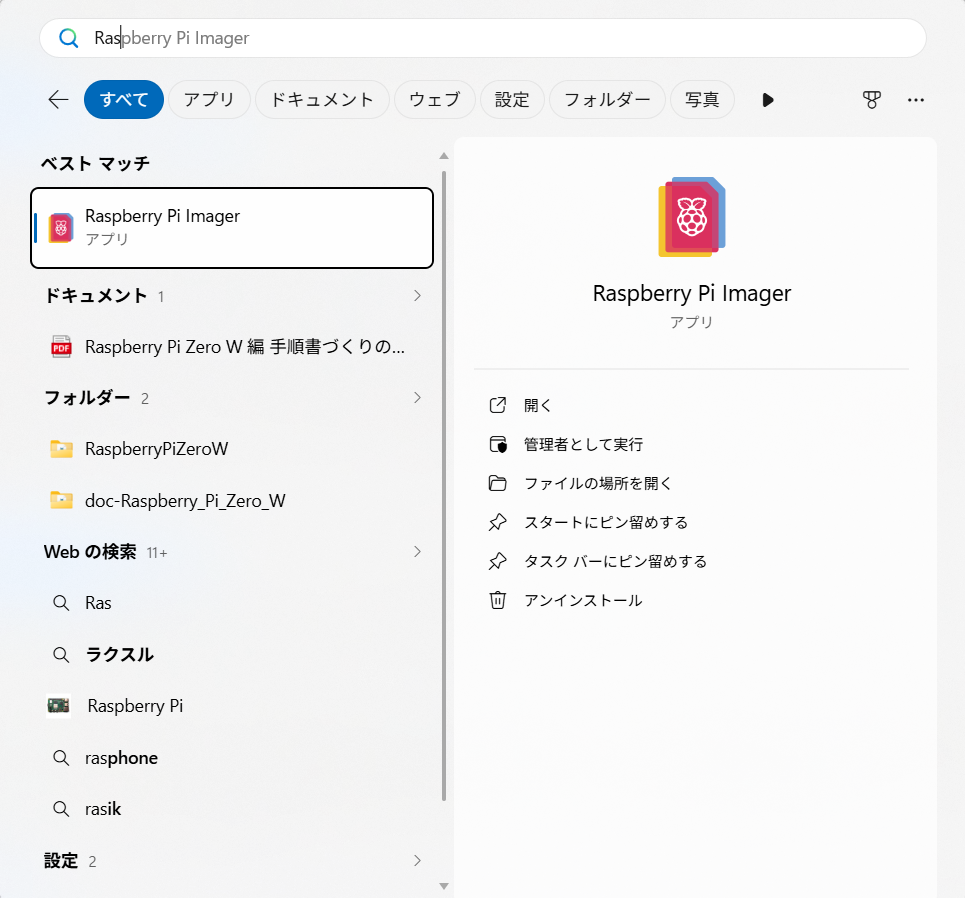 Raspberry Pi Imager
すべて
アプリ
ドキュメント
ウェブ
設定
フォルダー
写真
ベスト マッチ
Raspberry Pi Imager
アプリ
ドキュメント 1
PDF
Raspberry Pi Zero W 編 手順書づくりの...
フォルダー 2
RaspberryPiZeroW
doc-Raspberry_Pi_Zero_W
Web の検索 11+
Ras
ラクスル
Raspberry Pi
rasphone
rasik
設定 2
Raspberry Pi Imager
アプリ
開く
管理者として実行
ファイルの場所を開く
スタートにピン留めする
タスク バーにピン留めする
アンインストール